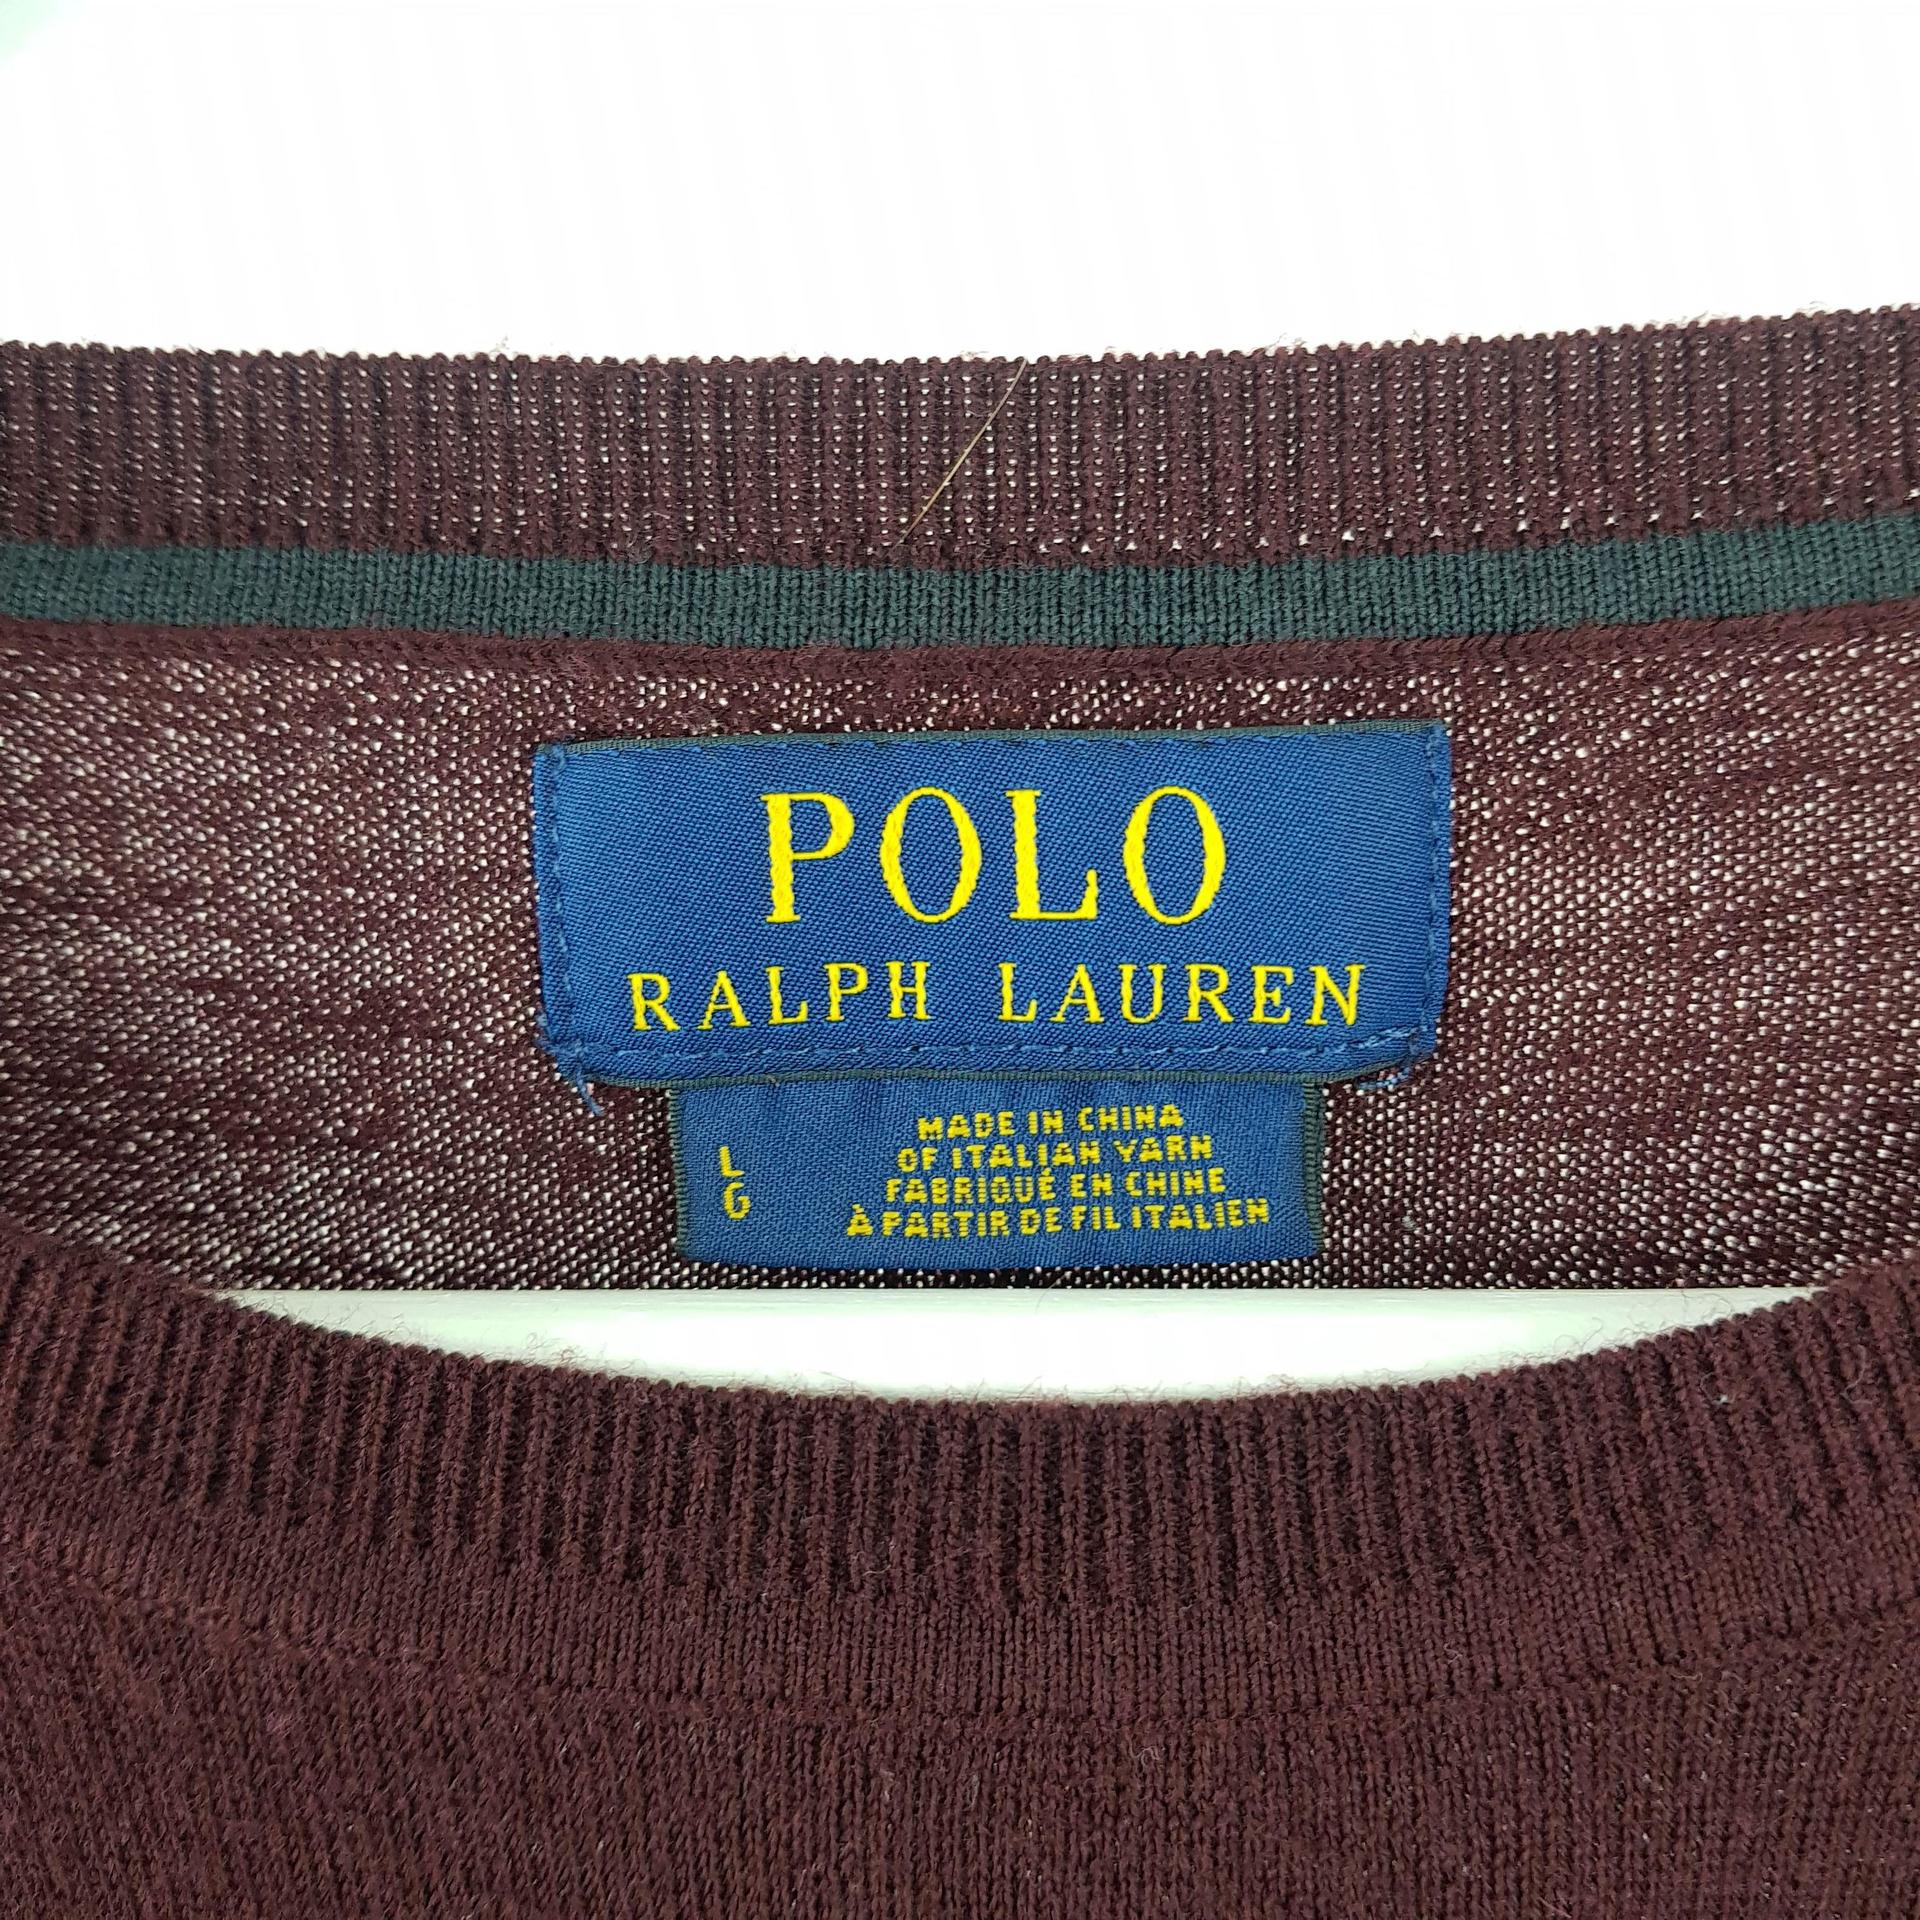 POLO
RALPH LAUREN
L
G
MADE IN CHINA
OF ITALIAN YARN
FABRIQUÉ EN CHINE
À PARTIR DE FIL ITALIEN